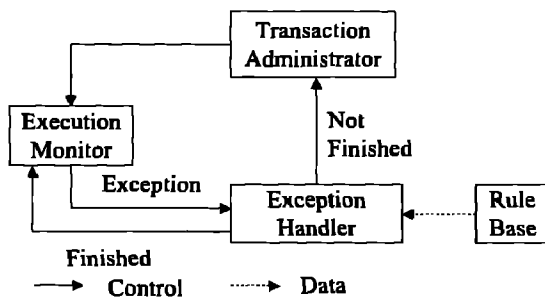 Transaction
Administrator
Execution
Monitor
Not
Finished
Exception
Exception
Handler
Rule
Base
Finished
Control
Data